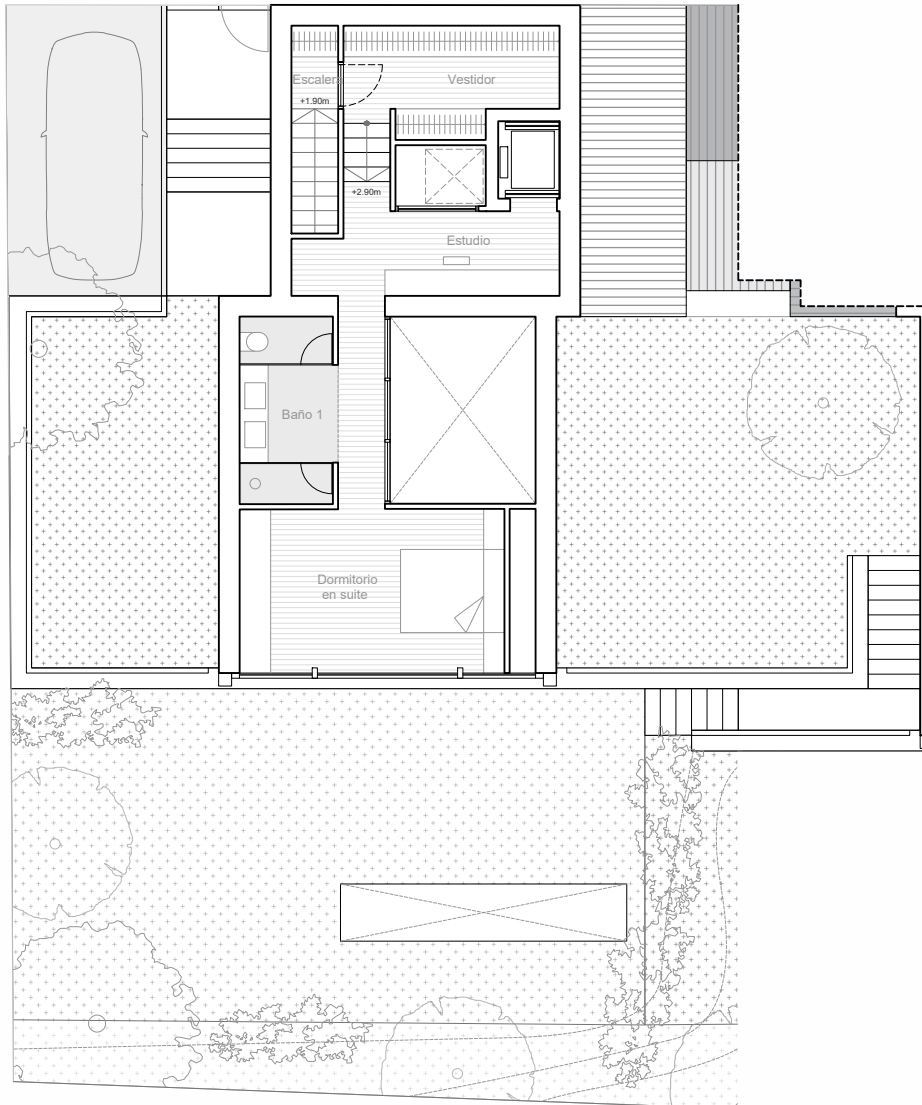 Escalera
Vestidor
+1.90m
+2.90m
Estudio
Baño 1
Dormitorio
en suite